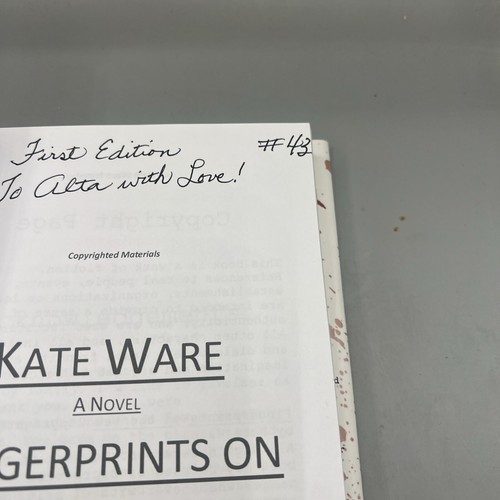 First Edition #43
To Alta with Love!
Copyrighted Materials
KATE WARE
A NOVEL
GERPRINTS ON